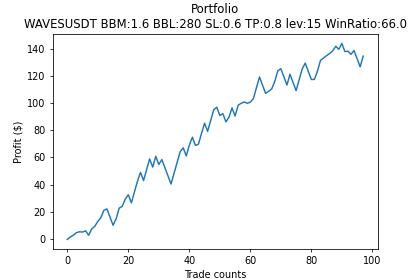 Portfolio
WAVESUSDT BBM:1.6 BBL:280 SL:0.6 TP:0.8 lev:15 WinRatio:66.0
140
120
100
80
60
40
20
0
Profit ($)
0 20 40 60 80 100
Trade counts